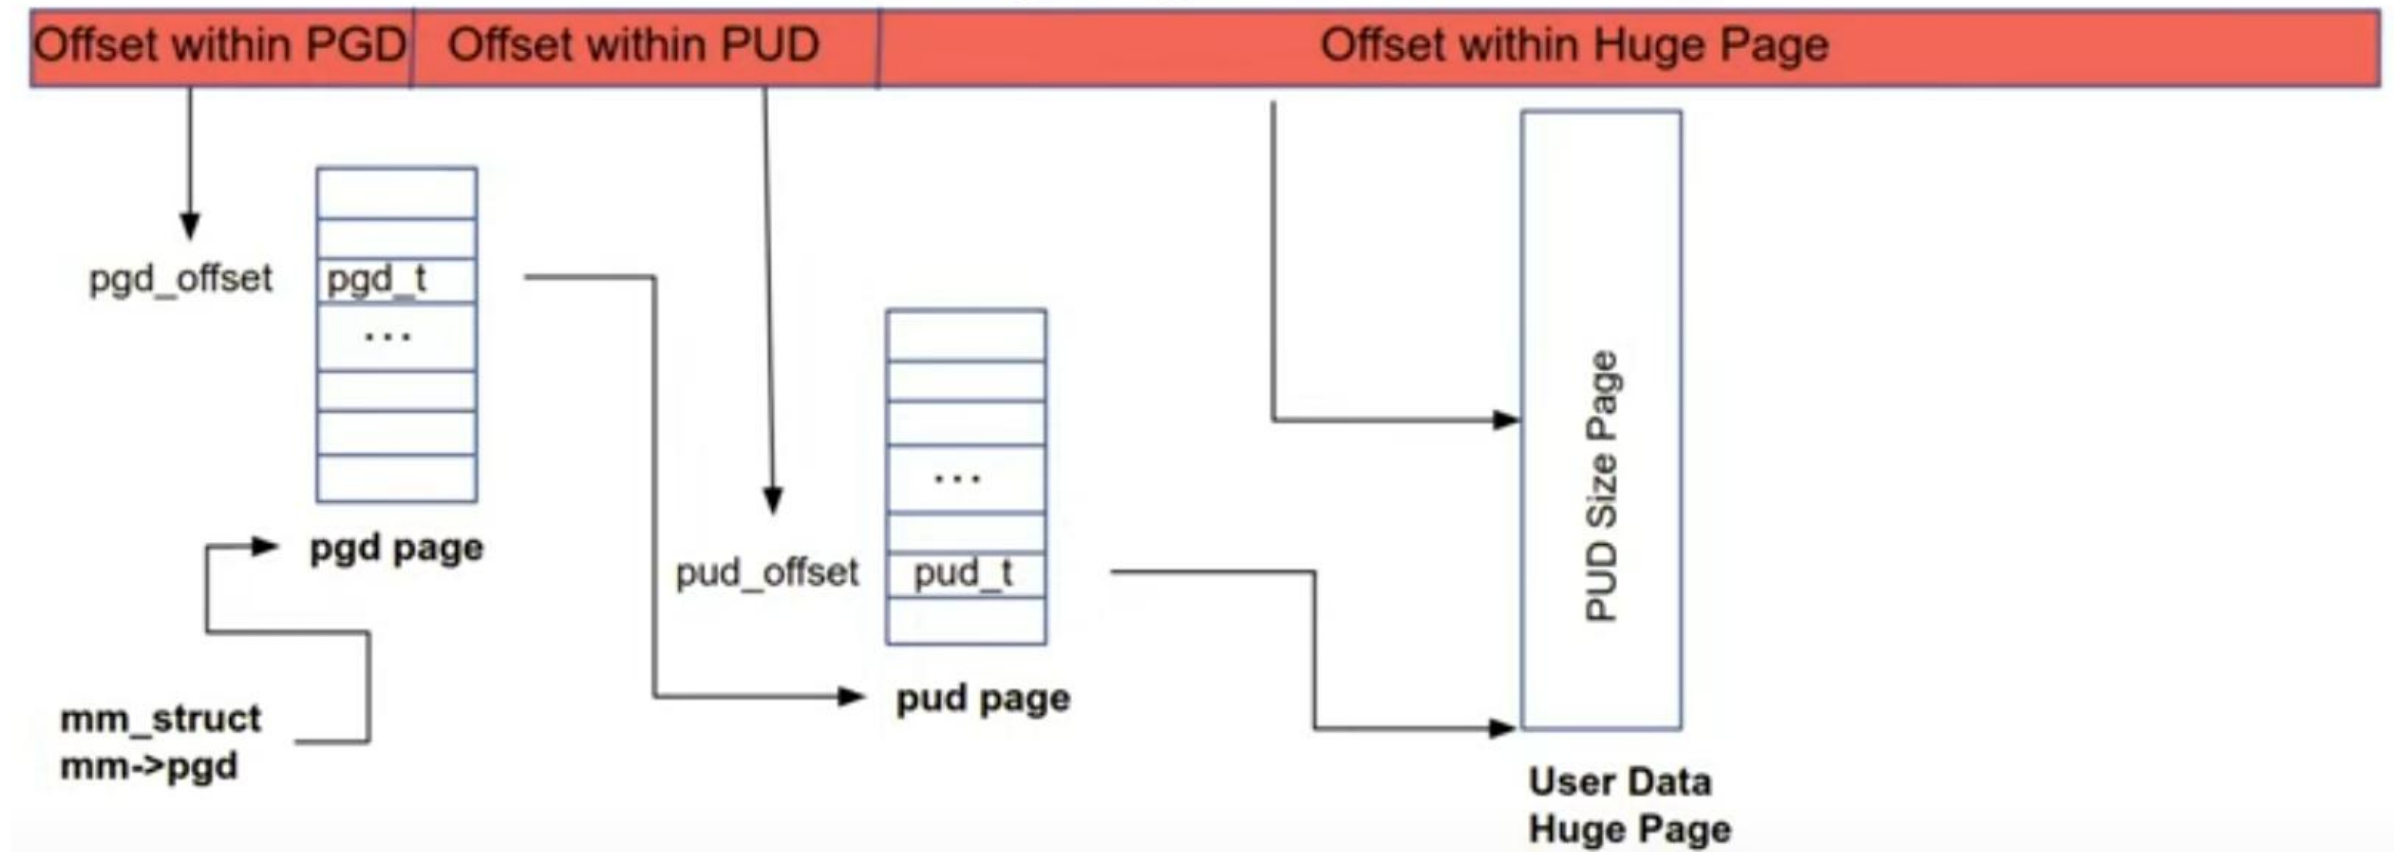 Offset within PGD
Offset within PUD
Offset within Huge Page
pgd_offset
pgd_t
...
pgd page
mm_struct
mm->pgd
pud_offset
...
pud_t
pud page
PUD Size Page
User Data
Huge Page